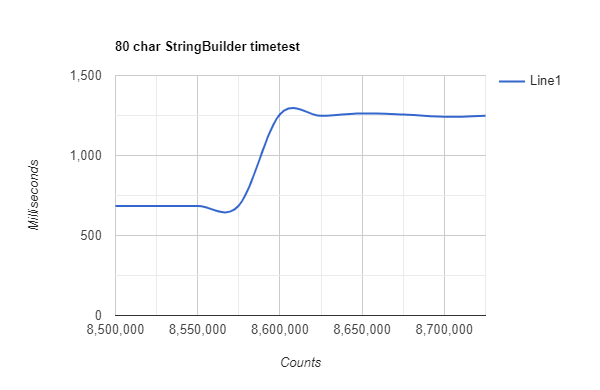 80 char StringBuilder timetest
1,500
Line1
1,000
Milliseconds
500
0
8,500,000 8,550,000 8,600,000 8,650,000 8,700,000
Counts